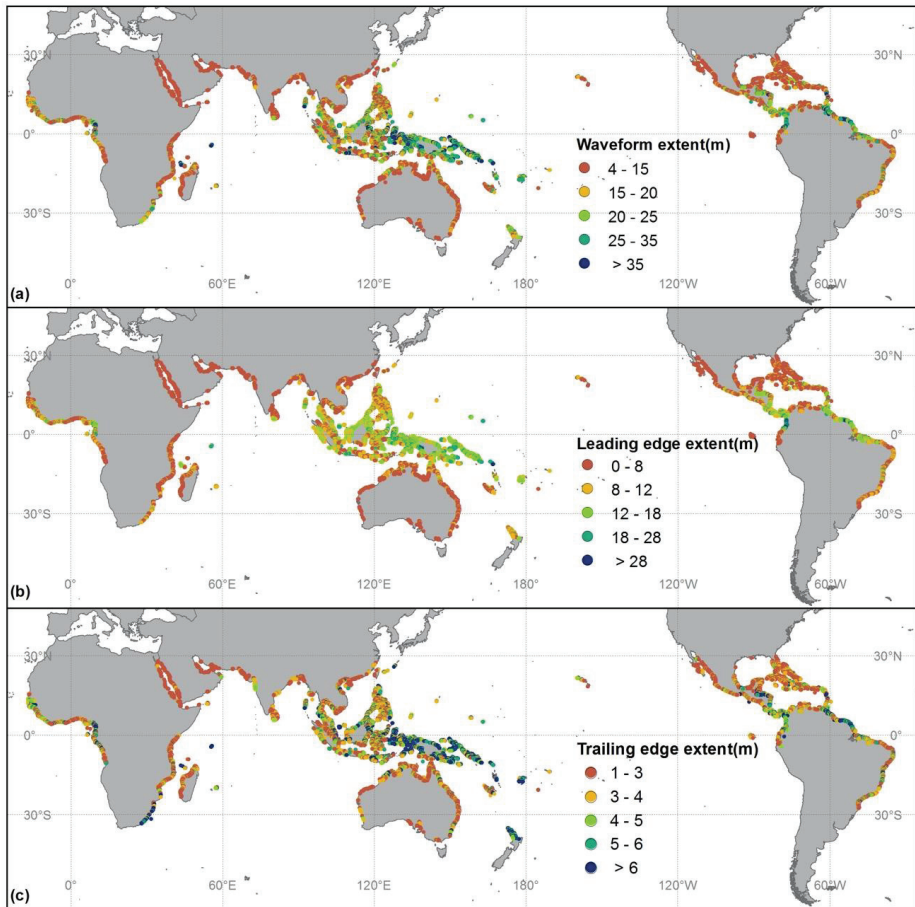 (a)
30°N
30°N
0°
0°
30°S
30°S
0°
60°E
120°E
180°
120°W
60°W
Waveform extent(m)
4 - 15
15 - 20
20 - 25
25 - 35
> 35
(a)
30°N
30°N
0°
0°
30°S
30°S
0°
60°E
120°E
180°
120°W
60°W
Leading edge extent(m)
0 - 8
8 - 12
12 - 18
18 - 28
> 28
(b)
30°N
30°N
0°
0°
30°S
30°S
0°
60°E
120°E
180°
120°W
60°W
Trailing edge extent(m)
1 - 3
3 - 4
4 - 5
5 - 6
> 6
(c)